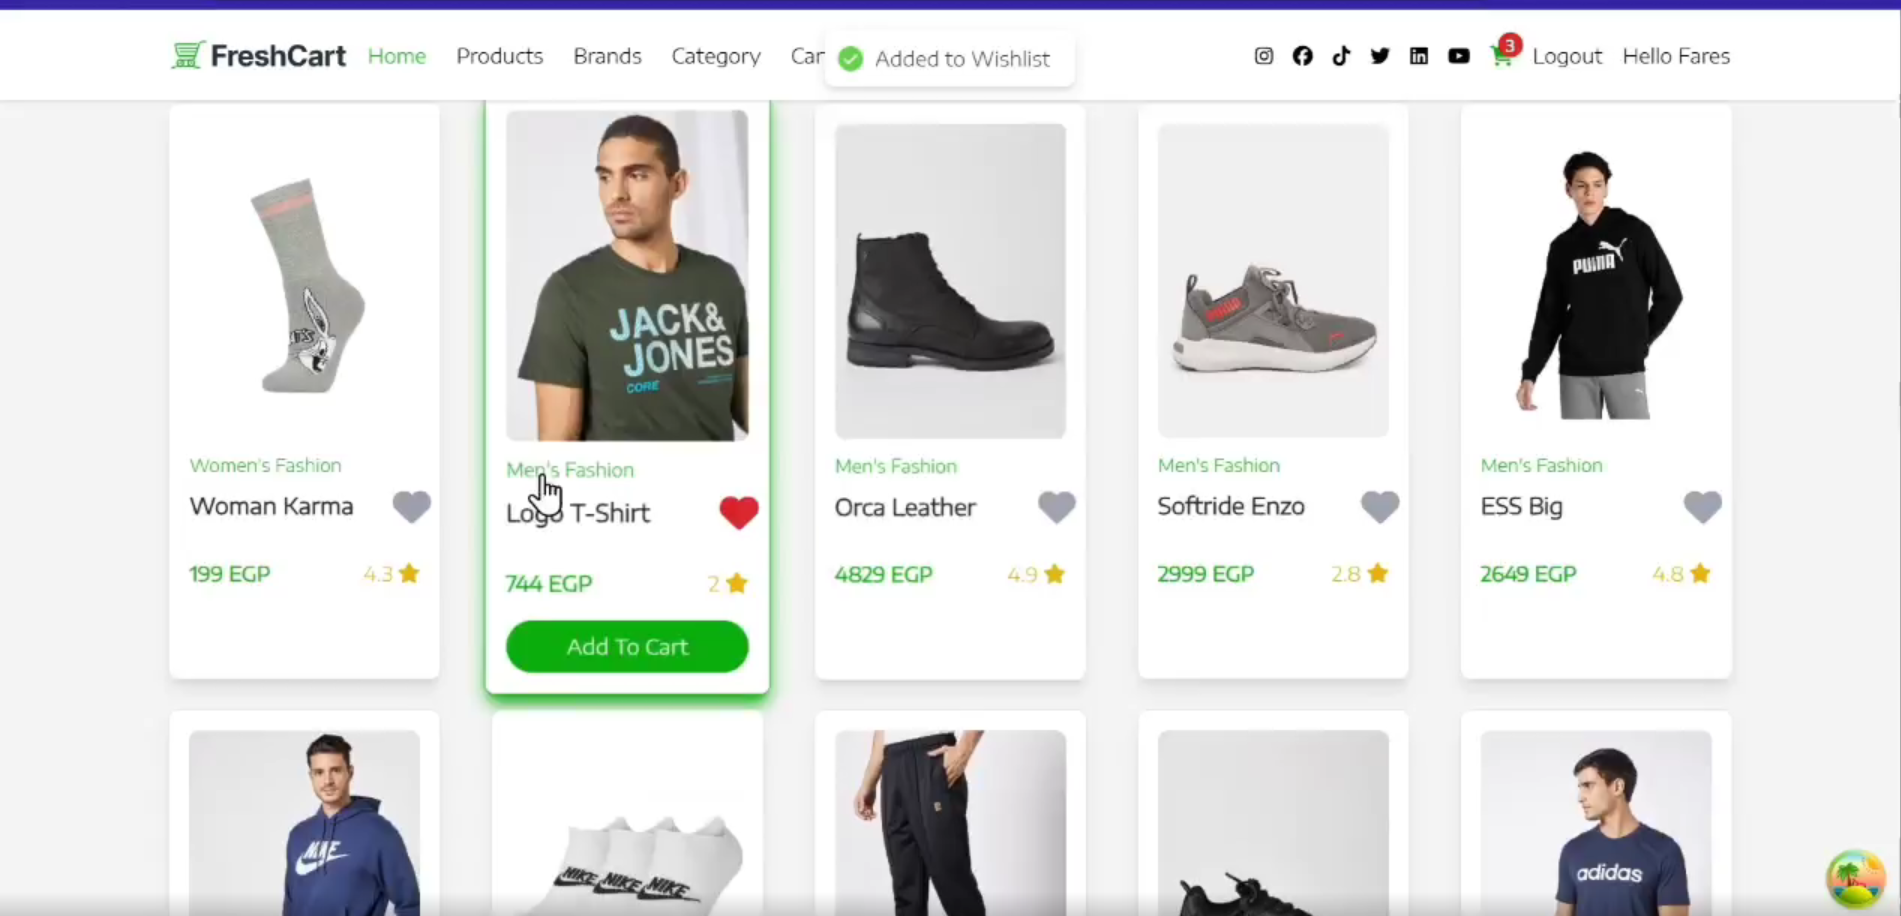 FreshCart Home Products Brands Category Car Added to Wishlist 3 Logout Hello Fares
JACK&
JONES
CORE
PUMA
PUMA
Women's Fashion
Woman Karma
199 EGP 4.3
Men's Fashion
Logo T-Shirt
744 EGP 2
Add To Cart
Men's Fashion
Orca Leather
4829 EGP 4.9
Men's Fashion
Softride Enzo
2999 EGP 2.8
Men's Fashion
ESS Big
2649 EGP 4.8
NIKE
NIKE NIKE NIKE
adidas